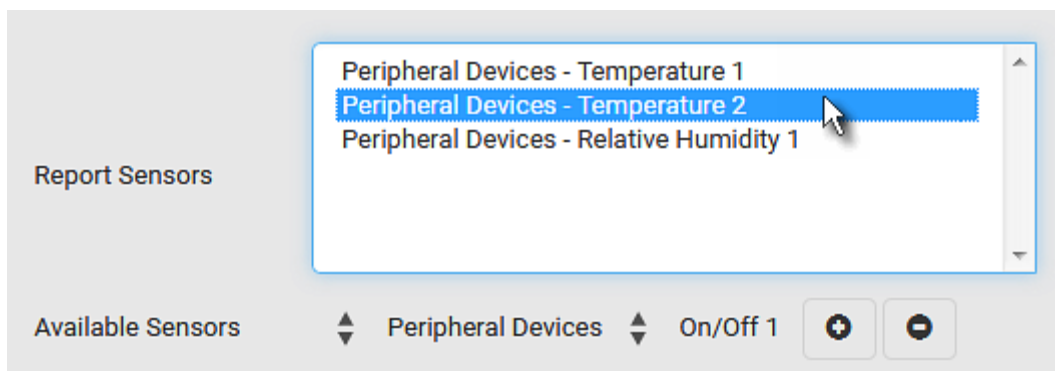 Peripheral Devices - Temperature 1
Peripheral Devices - Temperature 2
Peripheral Devices - Relative Humidity 1
Report Sensors
Available Sensors Peripheral Devices On/Off 1